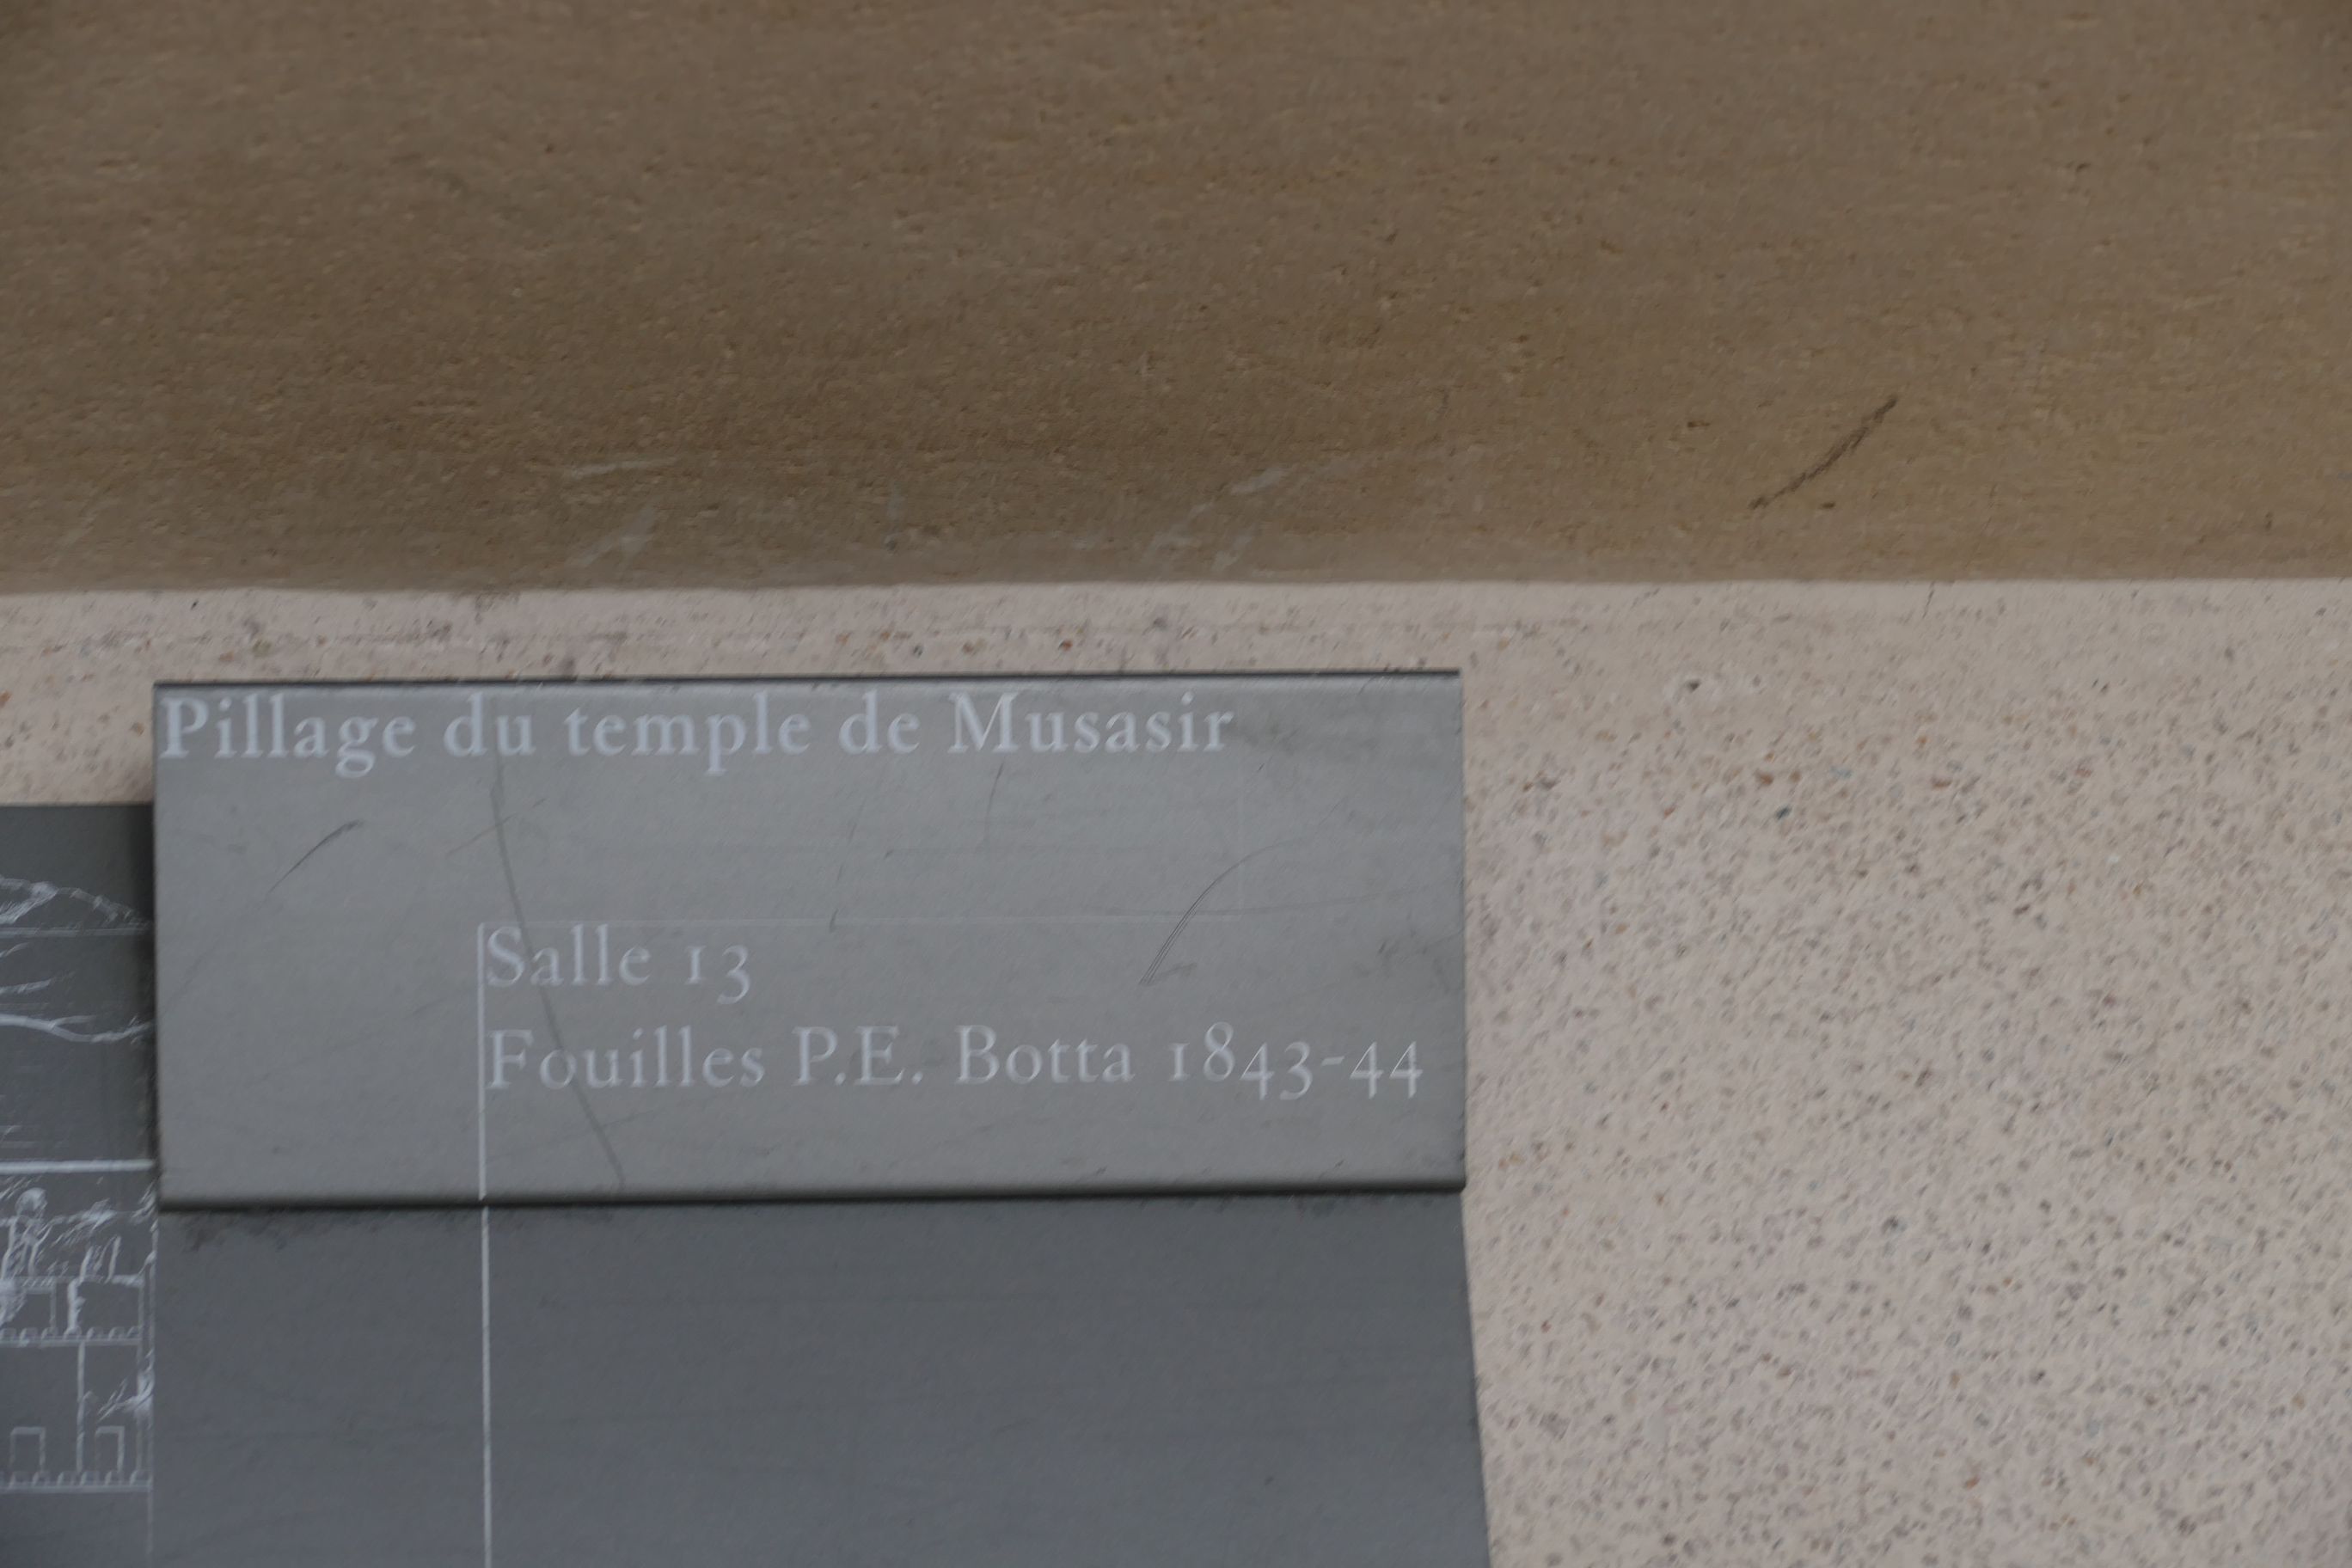 Pillage du temple de Musasir
Salle 13
Fouilles P.E. Botta 1843-44